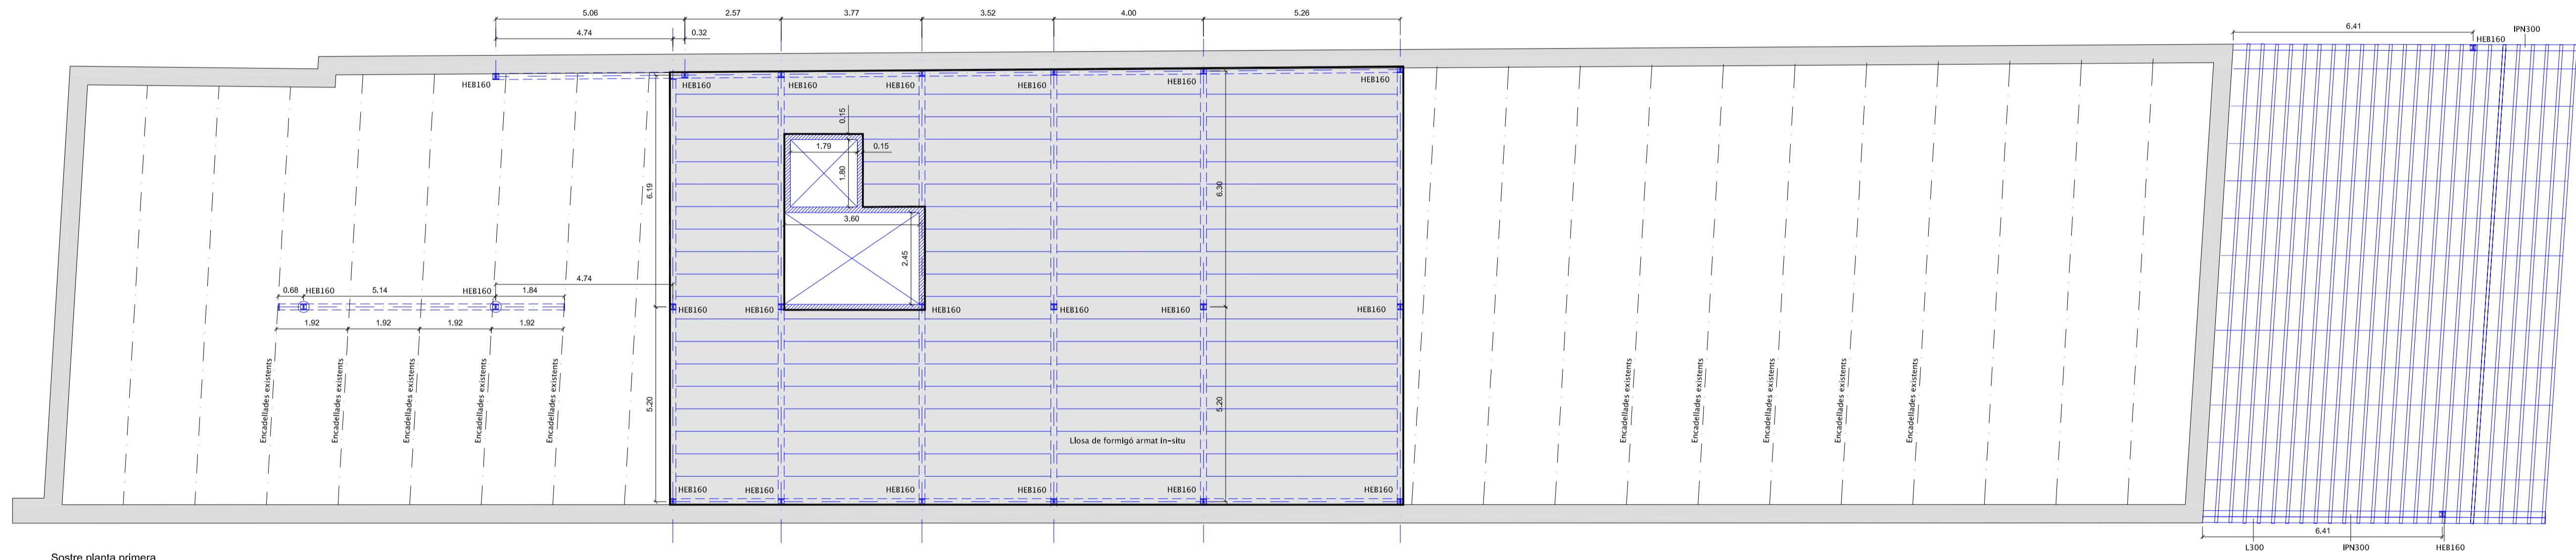 5.06
2.57
3.77
3.52
4.00
5.26
6.41
IPN300
4.74
0.32
HEB160
HEB160
HEB160
HEB160
HEB160
HEB160
HEB160
HEB160
0.15
1.79
0.15
1.80
6.19
6.30
3.60
2.45
4.74
0.68
HEB160
5.14
HEB160
1.84
HEB160
HEB160
HEB160
HEB160
HEB160
HEB160
1.92
1.92
1.92
1.92
Encadellades existents
Encadellades existents
Encadellades existents
Encadellades existents
Encadellades existents
5.20
5.20
Encadellades existents
Encadellades existents
Encadellades existents
Encadellades existents
Encadellades existents
Llosa de formigó armat in-situ
HEB160
HEB160
HEB160
HEB160
HEB160
HEB160
6.41
L300
IPN300
HEB160
Sostre planta primera